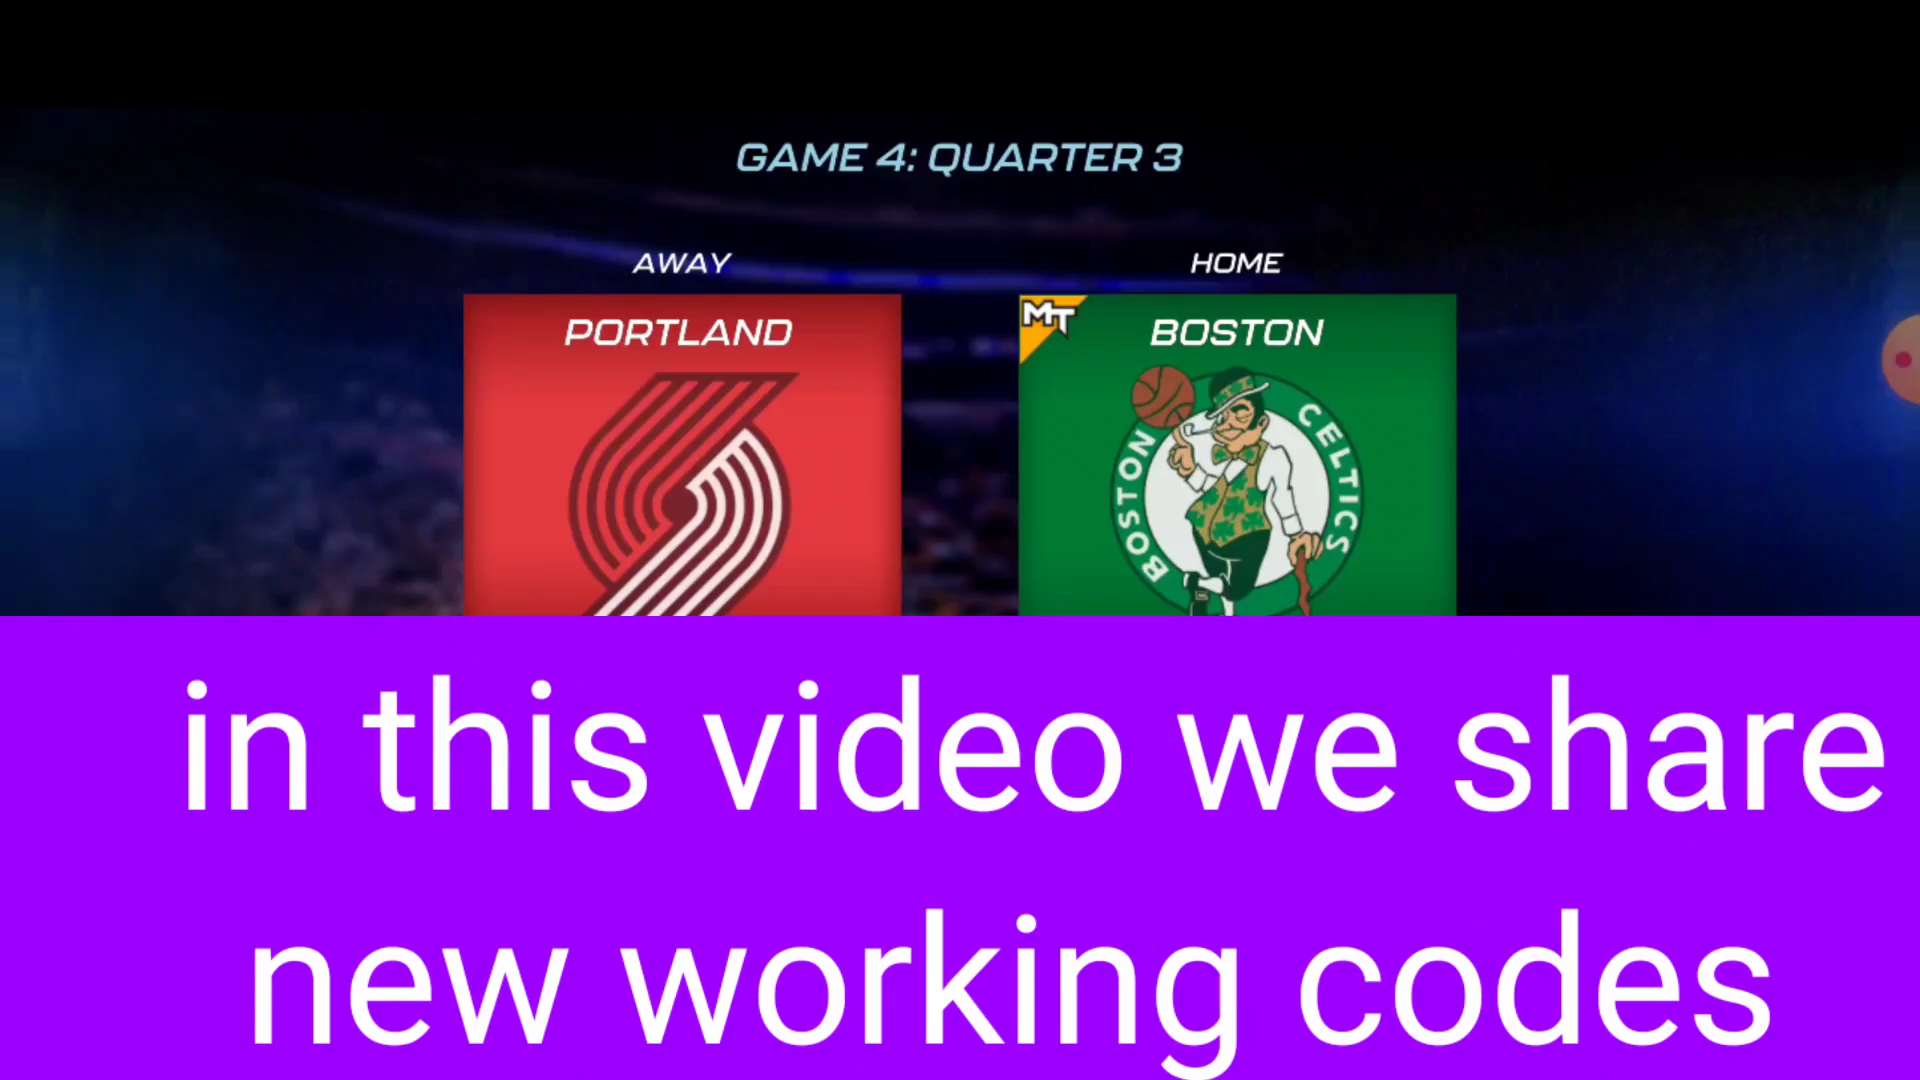 GAME 4: QUARTER 3
AWAY
HOME
PORTLAND
MT
BOSTON
BOSTON CELTICS
in this video we share
new working codes